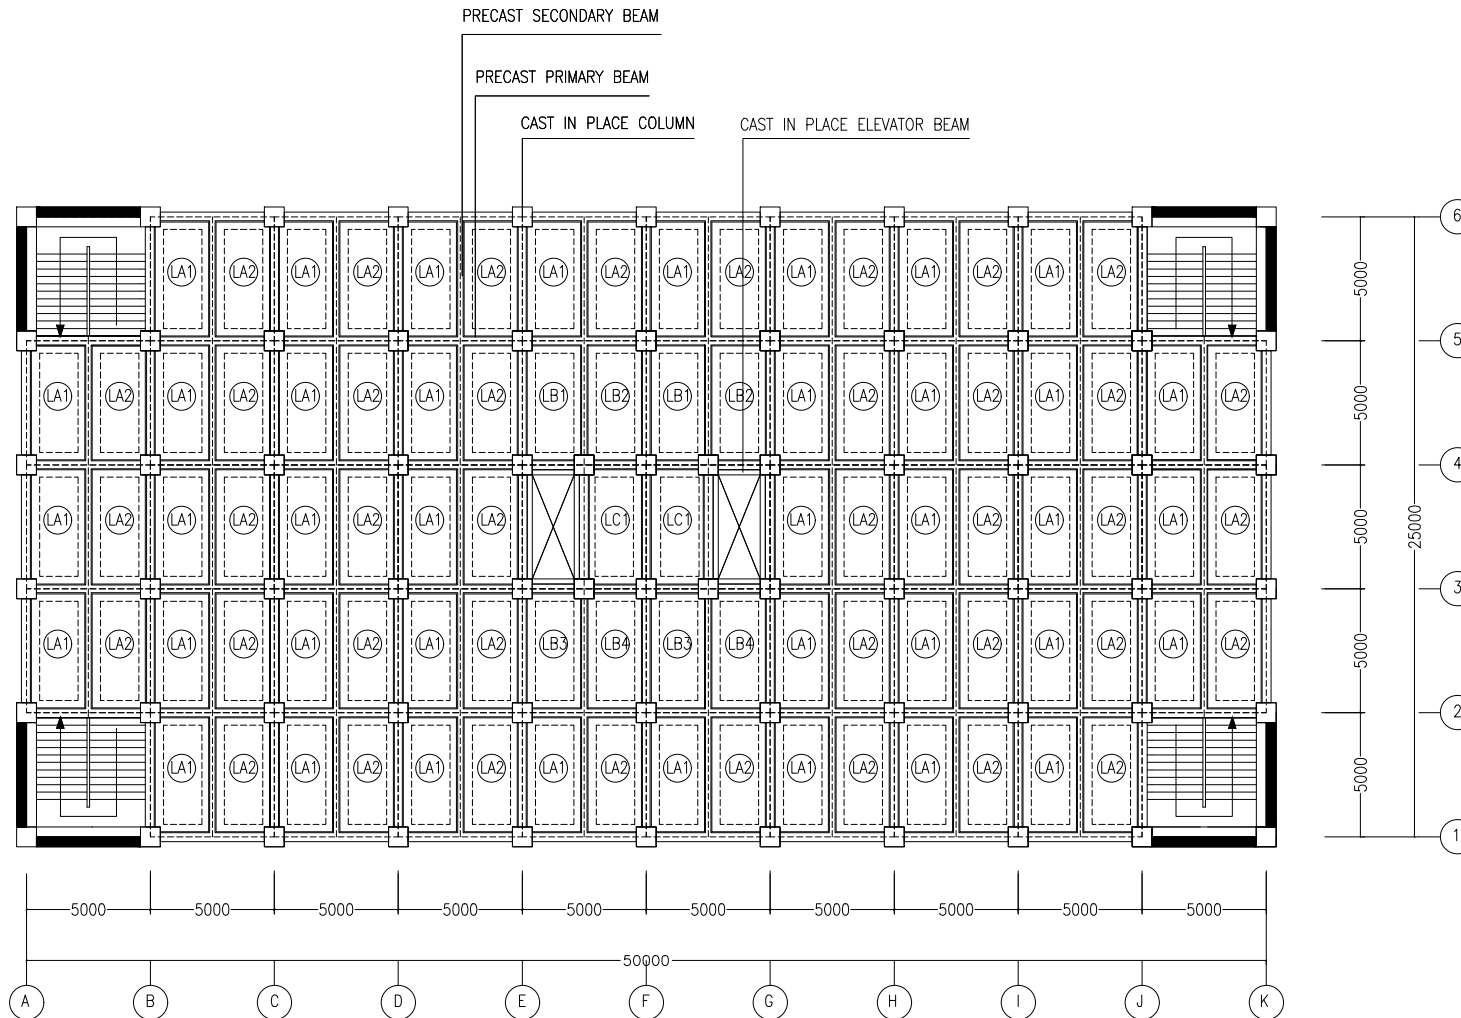 PRECAST SECONDARY BEAM
PRECAST PRIMARY BEAM
CAST IN PLACE COLUMN
CAST IN PLACE ELEVATOR BEAM
6
LA1 LA2 LA1 LA2 LA1 LA2 LA1 LA2 LA1 LA2 LA1 LA2 LA1 LA2 LA1 LA2
5000
5
LA1 LA2 LA1 LA2 LA1 LA2 LA1 LA2 LB1 LB2 LB1 LB2 LA1 LA2 LA1 LA2 LA1 LA2 LA1 LA2
5000
4
LA1 LA2 LA1 LA2 LA1 LA2 LA1 LA2 LC1 LC1 LA1 LA2 LA1 LA2 LA1 LA2 LA1 LA2
5000
25000
3
LA1 LA2 LA1 LA2 LA1 LA2 LA1 LA2 LB3 LB4 LB3 LB4 LA1 LA2 LA1 LA2 LA1 LA2 LA1 LA2
5000
2
LA1 LA2 LA1 LA2 LA1 LA2 LA1 LA2 LA1 LA2 LA1 LA2 LA1 LA2 LA1 LA2
5000
1
5000 5000 5000 5000 5000 5000 5000 5000 5000 5000
50000
A B C D E F G H I J K